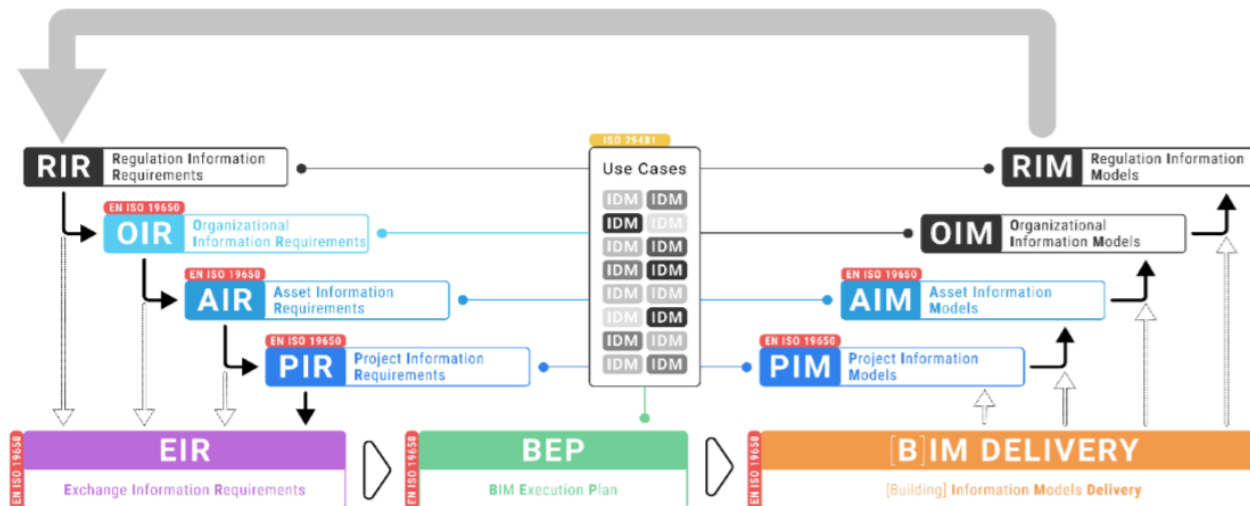 ISO 29481
RIR
Regulation Information
Requirements
Use Cases
RIM
Regulation Information
Models
EN ISO 19650
OIR
Organizational
Information Requirements
OIM
Organizational
Information Models
EN ISO 19650
AIR
Asset Information
Requirements
EN ISO 19650
AIM
Asset Information
Models
EN ISO 19650
PIR
Project Information
Requirements
EN ISO 19650
PIM
Project Information
Models
IDM IDM
IDM IDM
IDM IDM
IDM IDM
IDM IDM
IDM IDM
IDM IDM
IDM IDM
EN ISO 19650
EIR
Exchange Information Requirements
EN ISO 19650
BEP
BIM Execution Plan
EN ISO 19650
[B]IM DELIVERY
[Building] Information Models Delivery